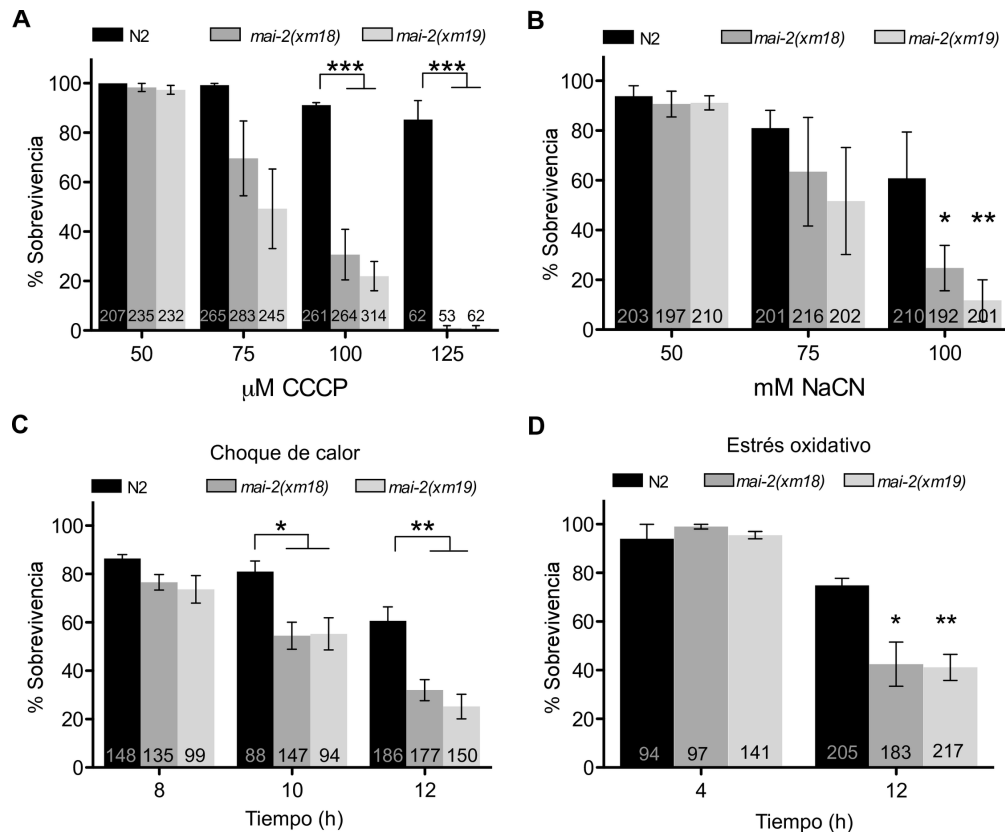 A
N2 mai-2(xm18) mai-2(xm19)
*** ***
% Sobrevivencia
100
80
60
40
20
0
207 235 232 265 283 245 261 264 314 62 53 62
50 75 100 125
µM CCCP
B
N2 mai-2(xm18) mai-2(xm19)
* **
% Sobrevivencia
100
80
60
40
20
0
203 197 210 201 216 202 210 192 201
50 75 100
mM NaCN
C
Choque de calor
N2 mai-2(xm18) mai-2(xm19)
* **
% Sobrevivencia
100
80
60
40
20
0
148 135 99 88 147 94 186 177 150
8 10 12
Tiempo (h)
D
Estrés oxidativo
N2 mai-2(xm18) mai-2(xm19)
* **
% Sobrevivencia
100
80
60
40
20
0
94 97 141 205 183 217
4 12
Tiempo (h)